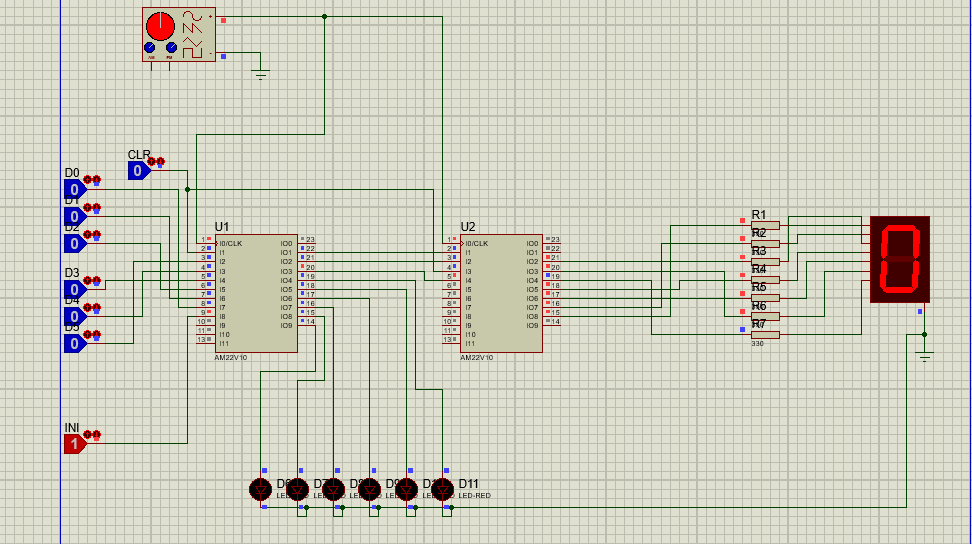 AM FM
+
-
CLR
0
D0
0
D1
0
D2
0
D3
0
D4
0
D5
0
INI
1
U1
1 I0/CLK IO0 23
2 I1 IO1 22
3 I2 IO2 21
4 I3 IO3 20
5 I4 IO4 19
6 I5 IO5 18
7 I6 IO6 17
8 I7 IO7 16
9 I8 IO8 15
10 I9 IO9 14
11 I10
13 I11
AM22V10
U2
1 I0/CLK IO0 23
2 I1 IO1 22
3 I2 IO2 21
4 I3 IO3 20
5 I4 IO4 19
6 I5 IO5 18
7 I6 IO6 17
8 I7 IO7 16
9 I8 IO8 15
10 I9 IO9 14
11 I10
13 I11
AM22V10
R1
R2
R3
R4
R5
R6
R7
330
0
D11
LED-RED